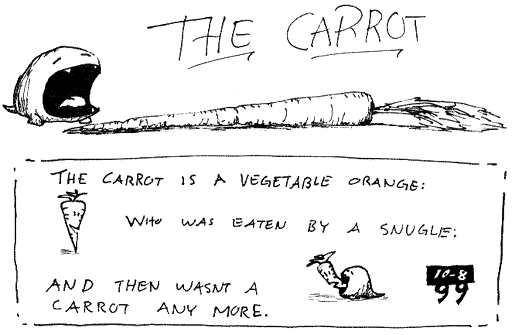 THE CARROT
THE CARROT IS A VEGETABLE ORANGE:
WHO WAS EATEN BY A SNUGLE:
AND THEN WASNT A
CARROT ANY MORE.
10-8
99